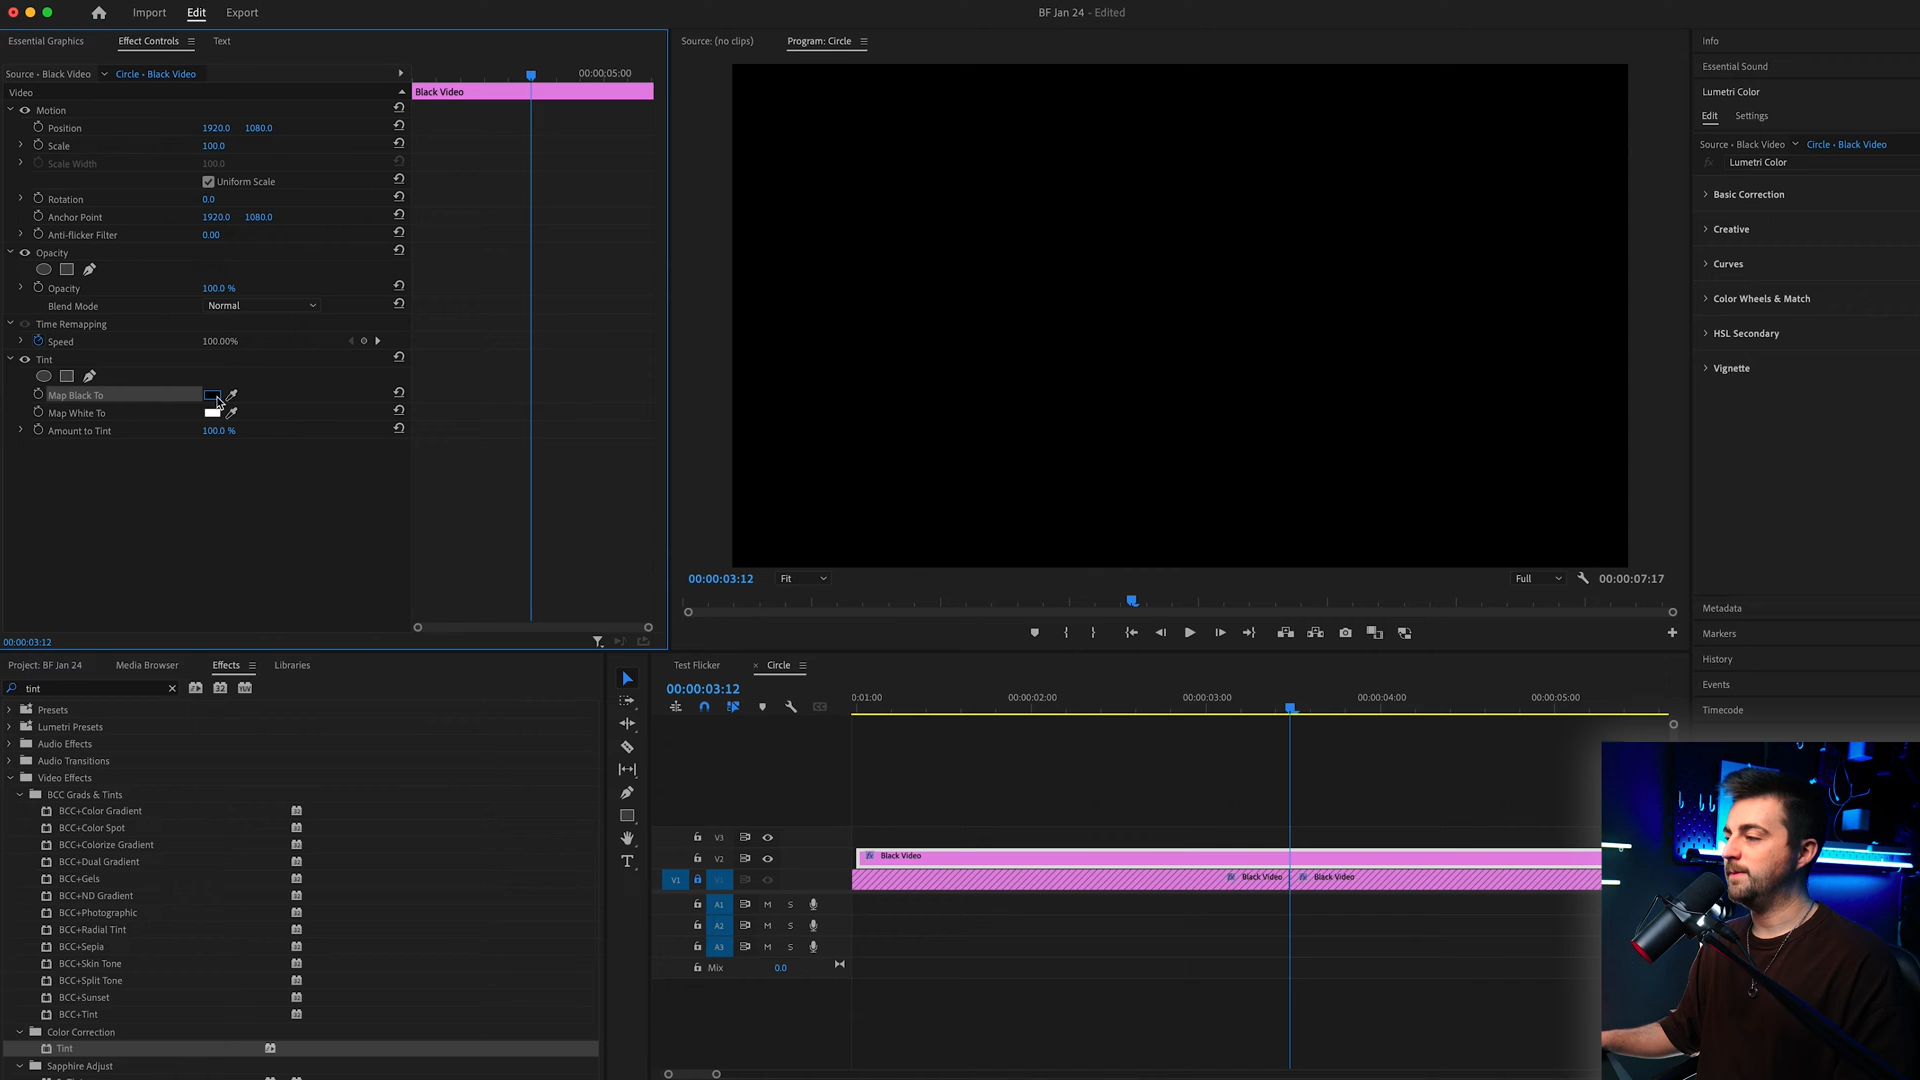 Import Edit Export
BF Jan 24 - Edited
Essential Graphics Effect Controls Text
Source • Black Video Circle • Black Video 00:00:05:00
Video Black Video
Motion
Position 1920.0 1080.0
Scale 100.0
Scale Width 100.0
Uniform Scale
Rotation 0.0
Anchor Point 1920.0 1080.0
Anti-flicker Filter 0.00
Opacity
Opacity 100.0 %
Blend Mode Normal
Time Remapping
Speed 100.00%
Tint
Map Black To
Map White To
Amount to Tint 100.0 %
00:00:03:12
Source: (no clips) Program: Circle
00:00:03:12 Fit Full 00:00:07:17
Info
Essential Sound
Lumetri Color
Edit Settings
Source • Black Video Circle • Black Video
fx Lumetri Color
Basic Correction
Creative
Curves
Color Wheels & Match
HSL Secondary
Vignette
Metadata
Markers
History
Events
Timecode
Project: BF Jan 24 Media Browser Effects Libraries
tint
Presets
Lumetri Presets
Audio Effects
Audio Transitions
Video Effects
BCC Grads & Tints
BCC+Color Gradient
BCC+Color Spot
BCC+Colorize Gradient
BCC+Dual Gradient
BCC+Gels
BCC+ND Gradient
BCC+Photographic
BCC+Radial Tint
BCC+Sepia
BCC+Skin Tone
BCC+Split Tone
BCC+Sunset
BCC+Tint
Color Correction
Tint
Sapphire Adjust
Test Flicker Circle
00:00:03:12
0:01:00 00:00:02:00 00:00:03:00 00:00:04:00 00:00:05:00
V3
V2 fx Black Video
V1 V1 fx Black Video fx Black Video
A1 M S
A2 M S
A3 M S
Mix 0.0